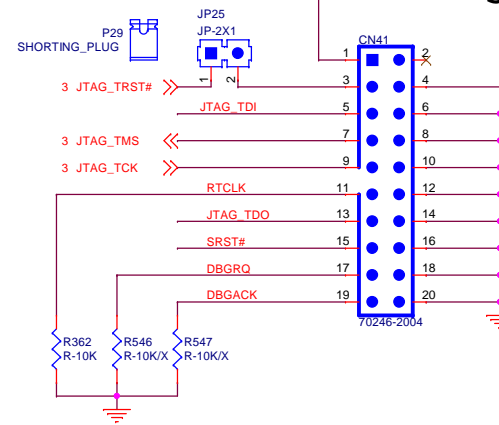 JP25
P29
JP-2X1
SHORTING_PLUG
CN41
1 2
1 2
3 JTAG_TRST# 3 4
JTAG_TDI 5 6
3 JTAG_TMS 7 8
3 JTAG_TCK 9 10
RTCLK 11 12
JTAG_TDO 13 14
SRST# 15 16
DBGRQ 17 18
DBGACK 19 20
70246-2004
R362 R546 R547
R-10K R-10K/X R-10K/X